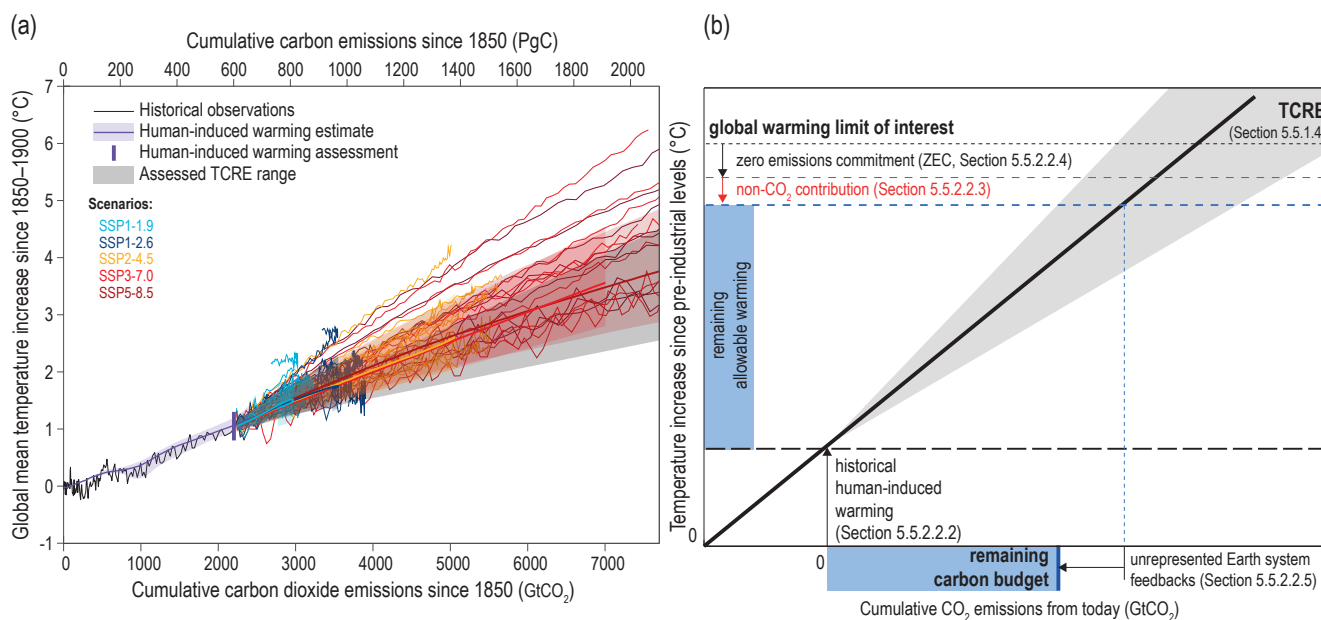 (a)
Cumulative carbon emissions since 1850 (PgC)
0 200 400 600 800 1000 1200 1400 1600 1800 2000
Global mean temperature increase since 1850–1900 (°C)
7
6
5
4
3
2
1
0
-1
Historical observations
Human-induced warming estimate
Human-induced warming assessment
Assessed TCRE range
Scenarios:
SSP1-1.9
SSP1-2.6
SSP2-4.5
SSP3-7.0
SSP5-8.5
0 1000 2000 3000 4000 5000 6000 7000
Cumulative carbon dioxide emissions since 1850 (GtCO₂)
(b)
Temperature increase since pre-industrial levels (°C)
TCRE
(Section 5.5.1.4)
global warming limit of interest
zero emissions commitment (ZEC, Section 5.5.2.2.4)
non-CO₂ contribution (Section 5.5.2.2.3)
remaining
allowable warming
historical
human-induced
warming
(Section 5.5.2.2.2)
0
0
remaining
carbon budget
unrepresented Earth system
feedbacks (Section 5.5.2.2.5)
Cumulative CO₂ emissions from today (GtCO₂)